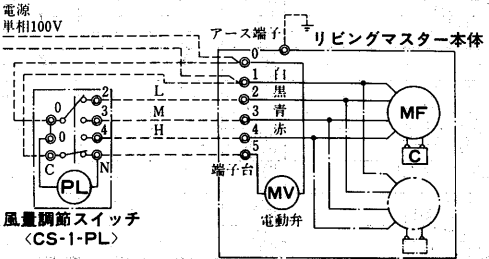 電源
単相100V
アース端子
リビングマスター本体
0
1 白
2 黒
3 青
4 赤
5
端子台
L
M
H
0
0
C
2
3
4
N
PL
風量調節スイッチ
〈CS-1-PL〉
MV
電動弁
MF
C